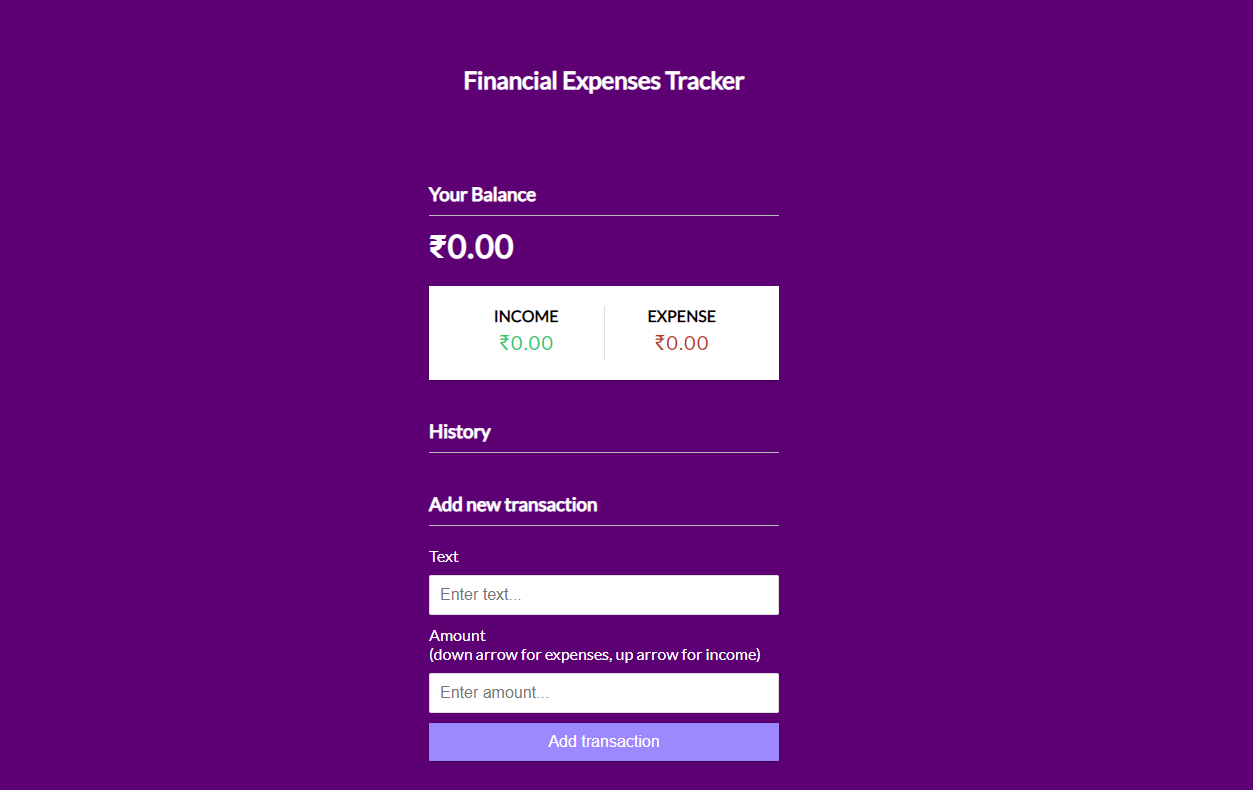 Financial Expenses Tracker
Your Balance
₹0.00
INCOME EXPENSE
₹0.00 ₹0.00
History
Add new transaction
Text
Enter text...
Amount
(down arrow for expenses, up arrow for income)
Enter amount...
Add transaction